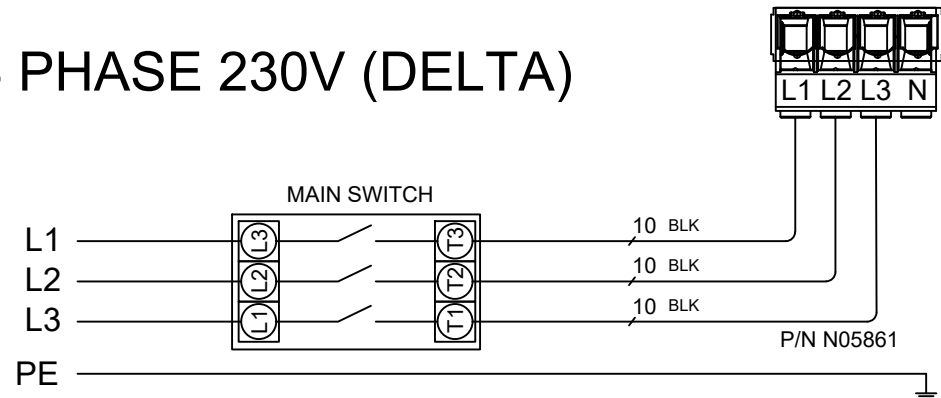 PHASE 230V (DELTA)
L1 L2 L3 N
MAIN SWITCH
L1 L3 T3 10 BLK
L2 L2 T2 10 BLK
L3 L1 T1 10 BLK
P/N N05861
PE